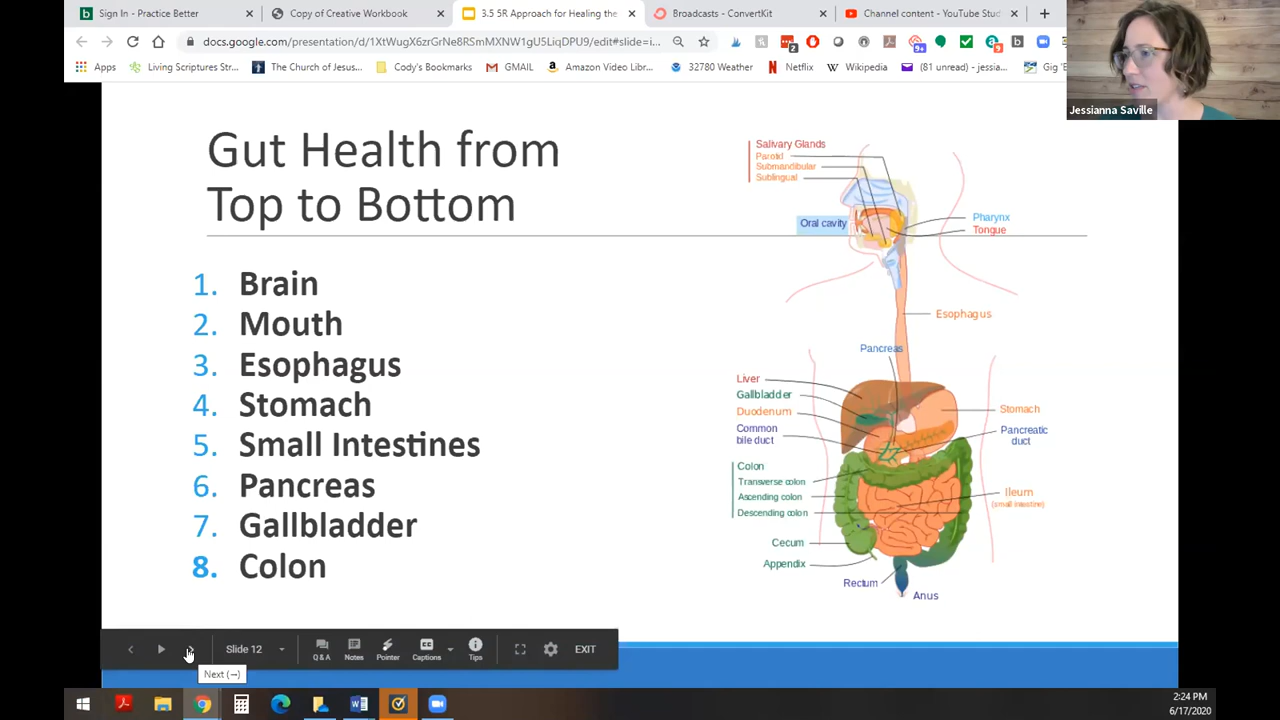 Sign In - Practice Better
Copy of Creative Workbook
3.5 5R Approach for Healing the
Broadcasts - ConvertKit
Channel content - YouTube Stud
docs.google.com/presentation/d/1XtWugX6zrGrNe8RSmMXNW1gU5LiqDPU9/edit#slide=i...
Apps
Living Scriptures Str...
The Church of Jesus...
Cody's Bookmarks
GMAIL
Amazon Video Libr...
32780 Weather
Netflix
Wikipedia
(81 unread) - jessia...
Gig 'E
Jessianna Saville
Gut Health from
Top to Bottom
1. Brain
2. Mouth
3. Esophagus
4. Stomach
5. Small Intestines
6. Pancreas
7. Gallbladder
8. Colon
Salivary Glands
Parotid
Submandibular
Sublingual
Oral cavity
Pharynx
Tongue
Esophagus
Pancreas
Liver
Gallbladder
Duodenum
Common
bile duct
Stomach
Pancreatic
duct
Colon
Transverse colon
Ascending colon
Descending colon
Ileum
(small intestine)
Cecum
Appendix
Rectum
Anus
Slide 12
Q & A
Notes
Pointer
Captions
Tips
EXIT
Next (→)
2:24 PM
6/17/2020